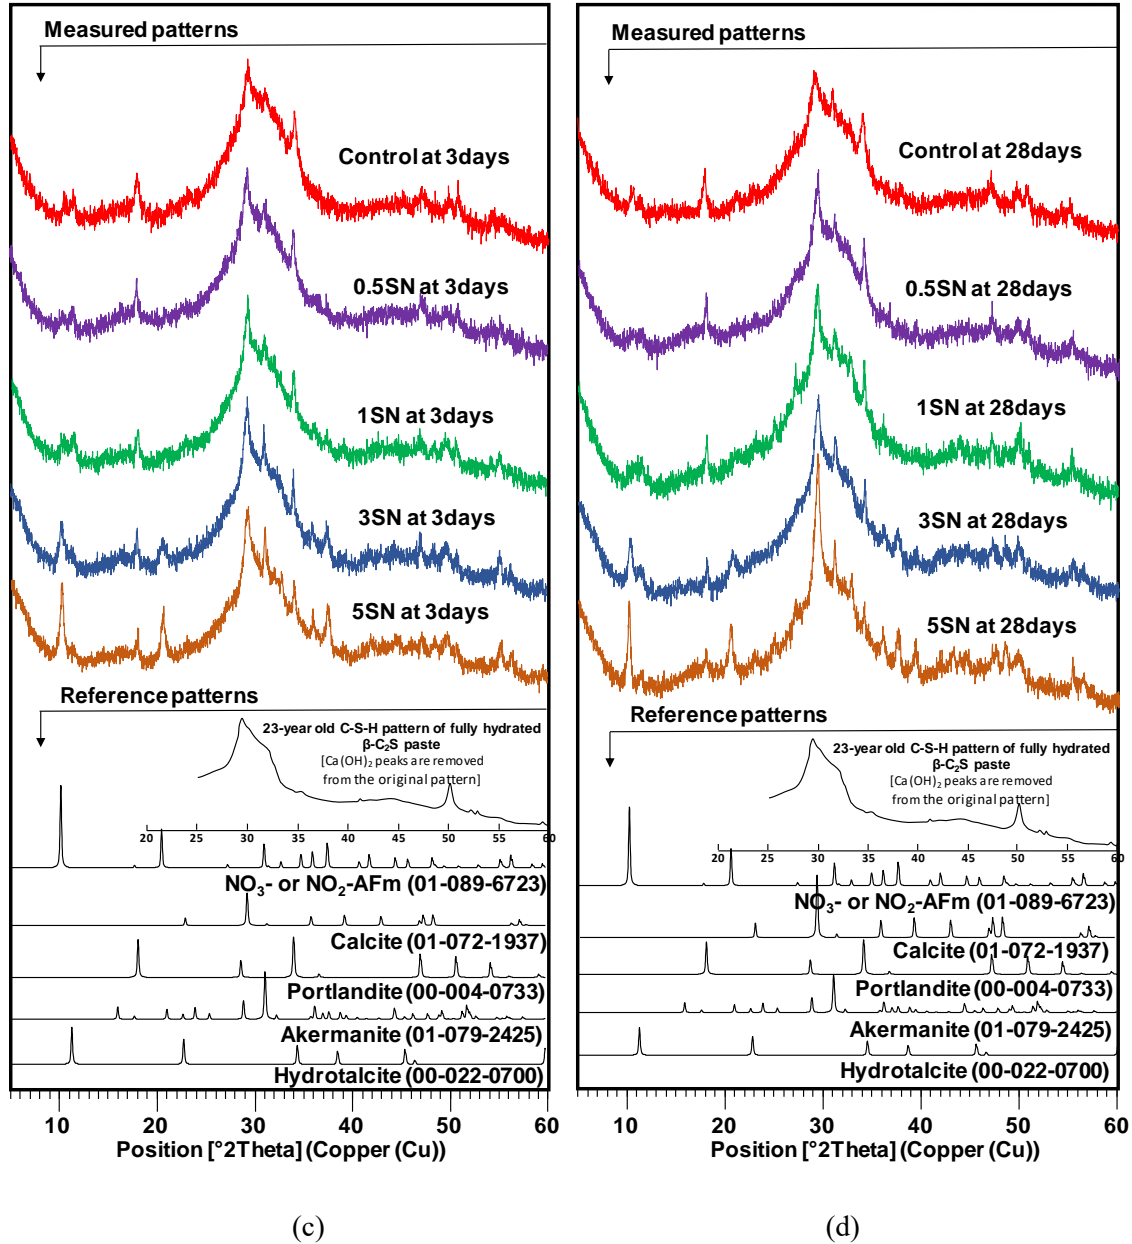 Measured patterns
Control at 3days
0.5SN at 3days
1SN at 3days
3SN at 3days
5SN at 3days
Reference patterns
23-year old C-S-H pattern of fully hydrated
β-C₂S paste
[Ca(OH)₂ peaks are removed
from the original pattern]
20 25 30 35 40 45 50 55 60
NO₃- or NO₂-AFm (01-089-6723)
Calcite (01-072-1937)
Portlandite (00-004-0733)
Akermanite (01-079-2425)
Hydrotalcite (00-022-0700)
10 20 30 40 50 60
Position [°2Theta] (Copper (Cu))
(c)
Measured patterns
Control at 28days
0.5SN at 28days
1SN at 28days
3SN at 28days
5SN at 28days
Reference patterns
23-year old C-S-H pattern of fully hydrated
β-C₂S paste
[Ca(OH)₂ peaks are removed
from the original pattern]
20 25 30 35 40 45 50 55 60
NO₃- or NO₂-AFm (01-089-6723)
Calcite (01-072-1937)
Portlandite (00-004-0733)
Akermanite (01-079-2425)
Hydrotalcite (00-022-0700)
10 20 30 40 50 60
Position [°2Theta] (Copper (Cu))
(d)